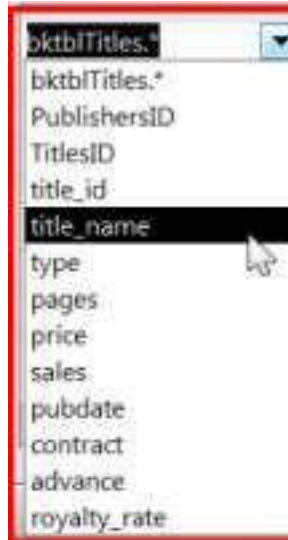 bktblTitles.*
bktblTitles.*
PublishersID
TitlesID
title_id
title_name
type
pages
price
sales
pubdate
contract
advance
royalty_rate